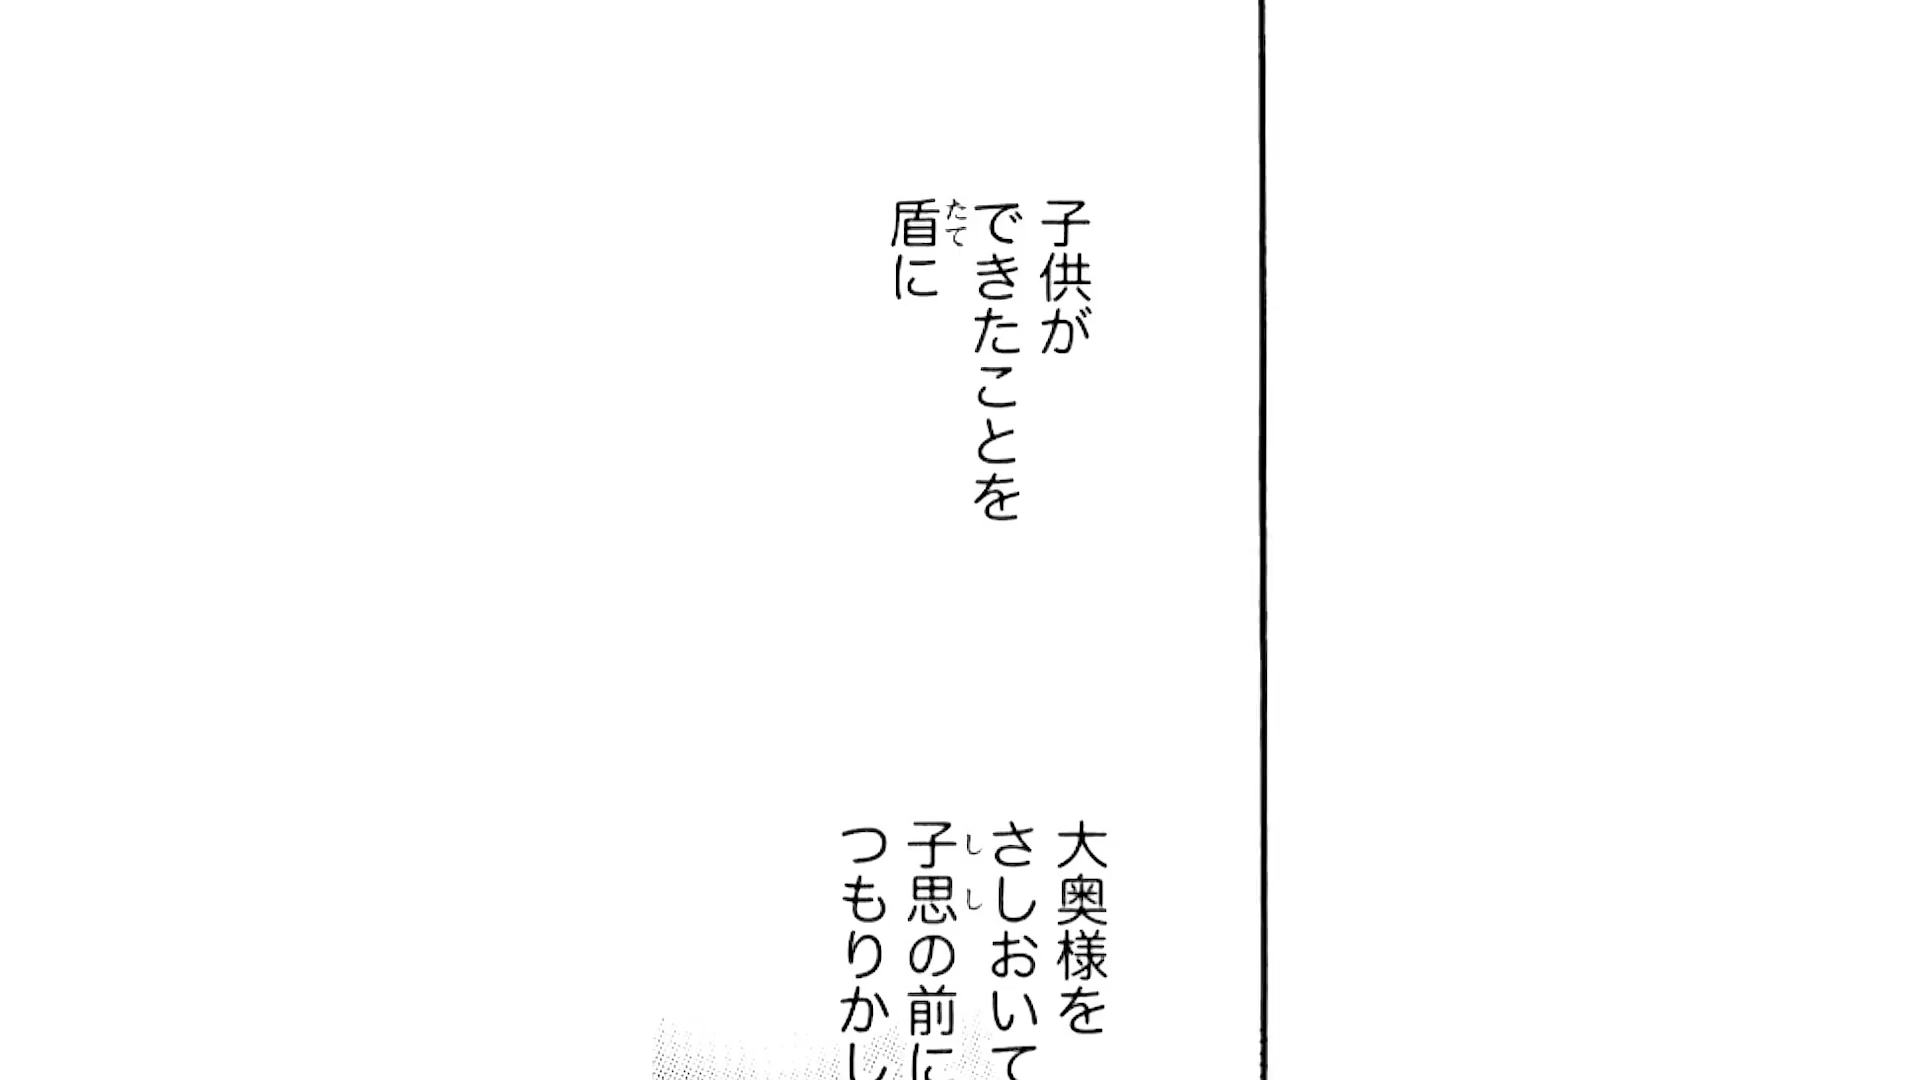 子供が
できたことを
盾に
大奥様を
さしおいて
子思の前に
つもりかし